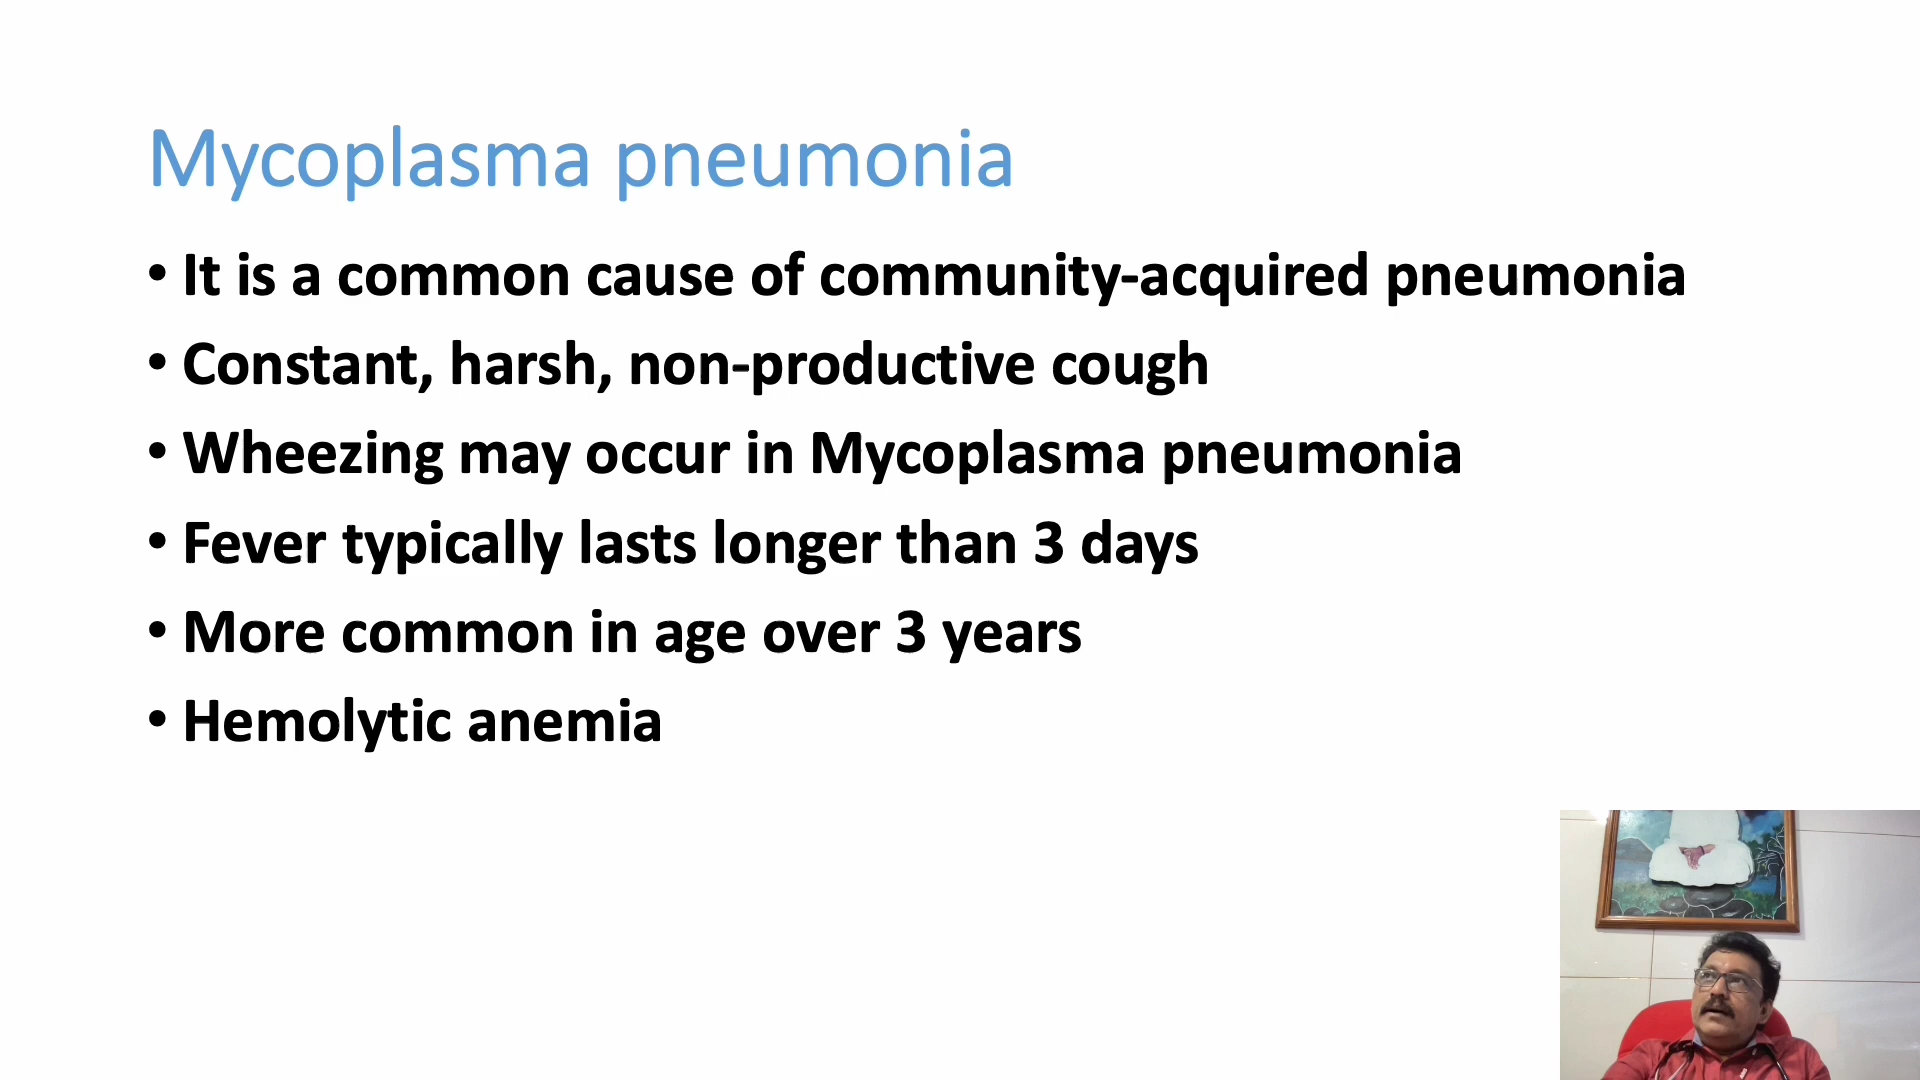 Mycoplasma pneumonia
• It is a common cause of community-acquired pneumonia
• Constant, harsh, non-productive cough
• Wheezing may occur in Mycoplasma pneumonia
• Fever typically lasts longer than 3 days
• More common in age over 3 years
• Hemolytic anemia